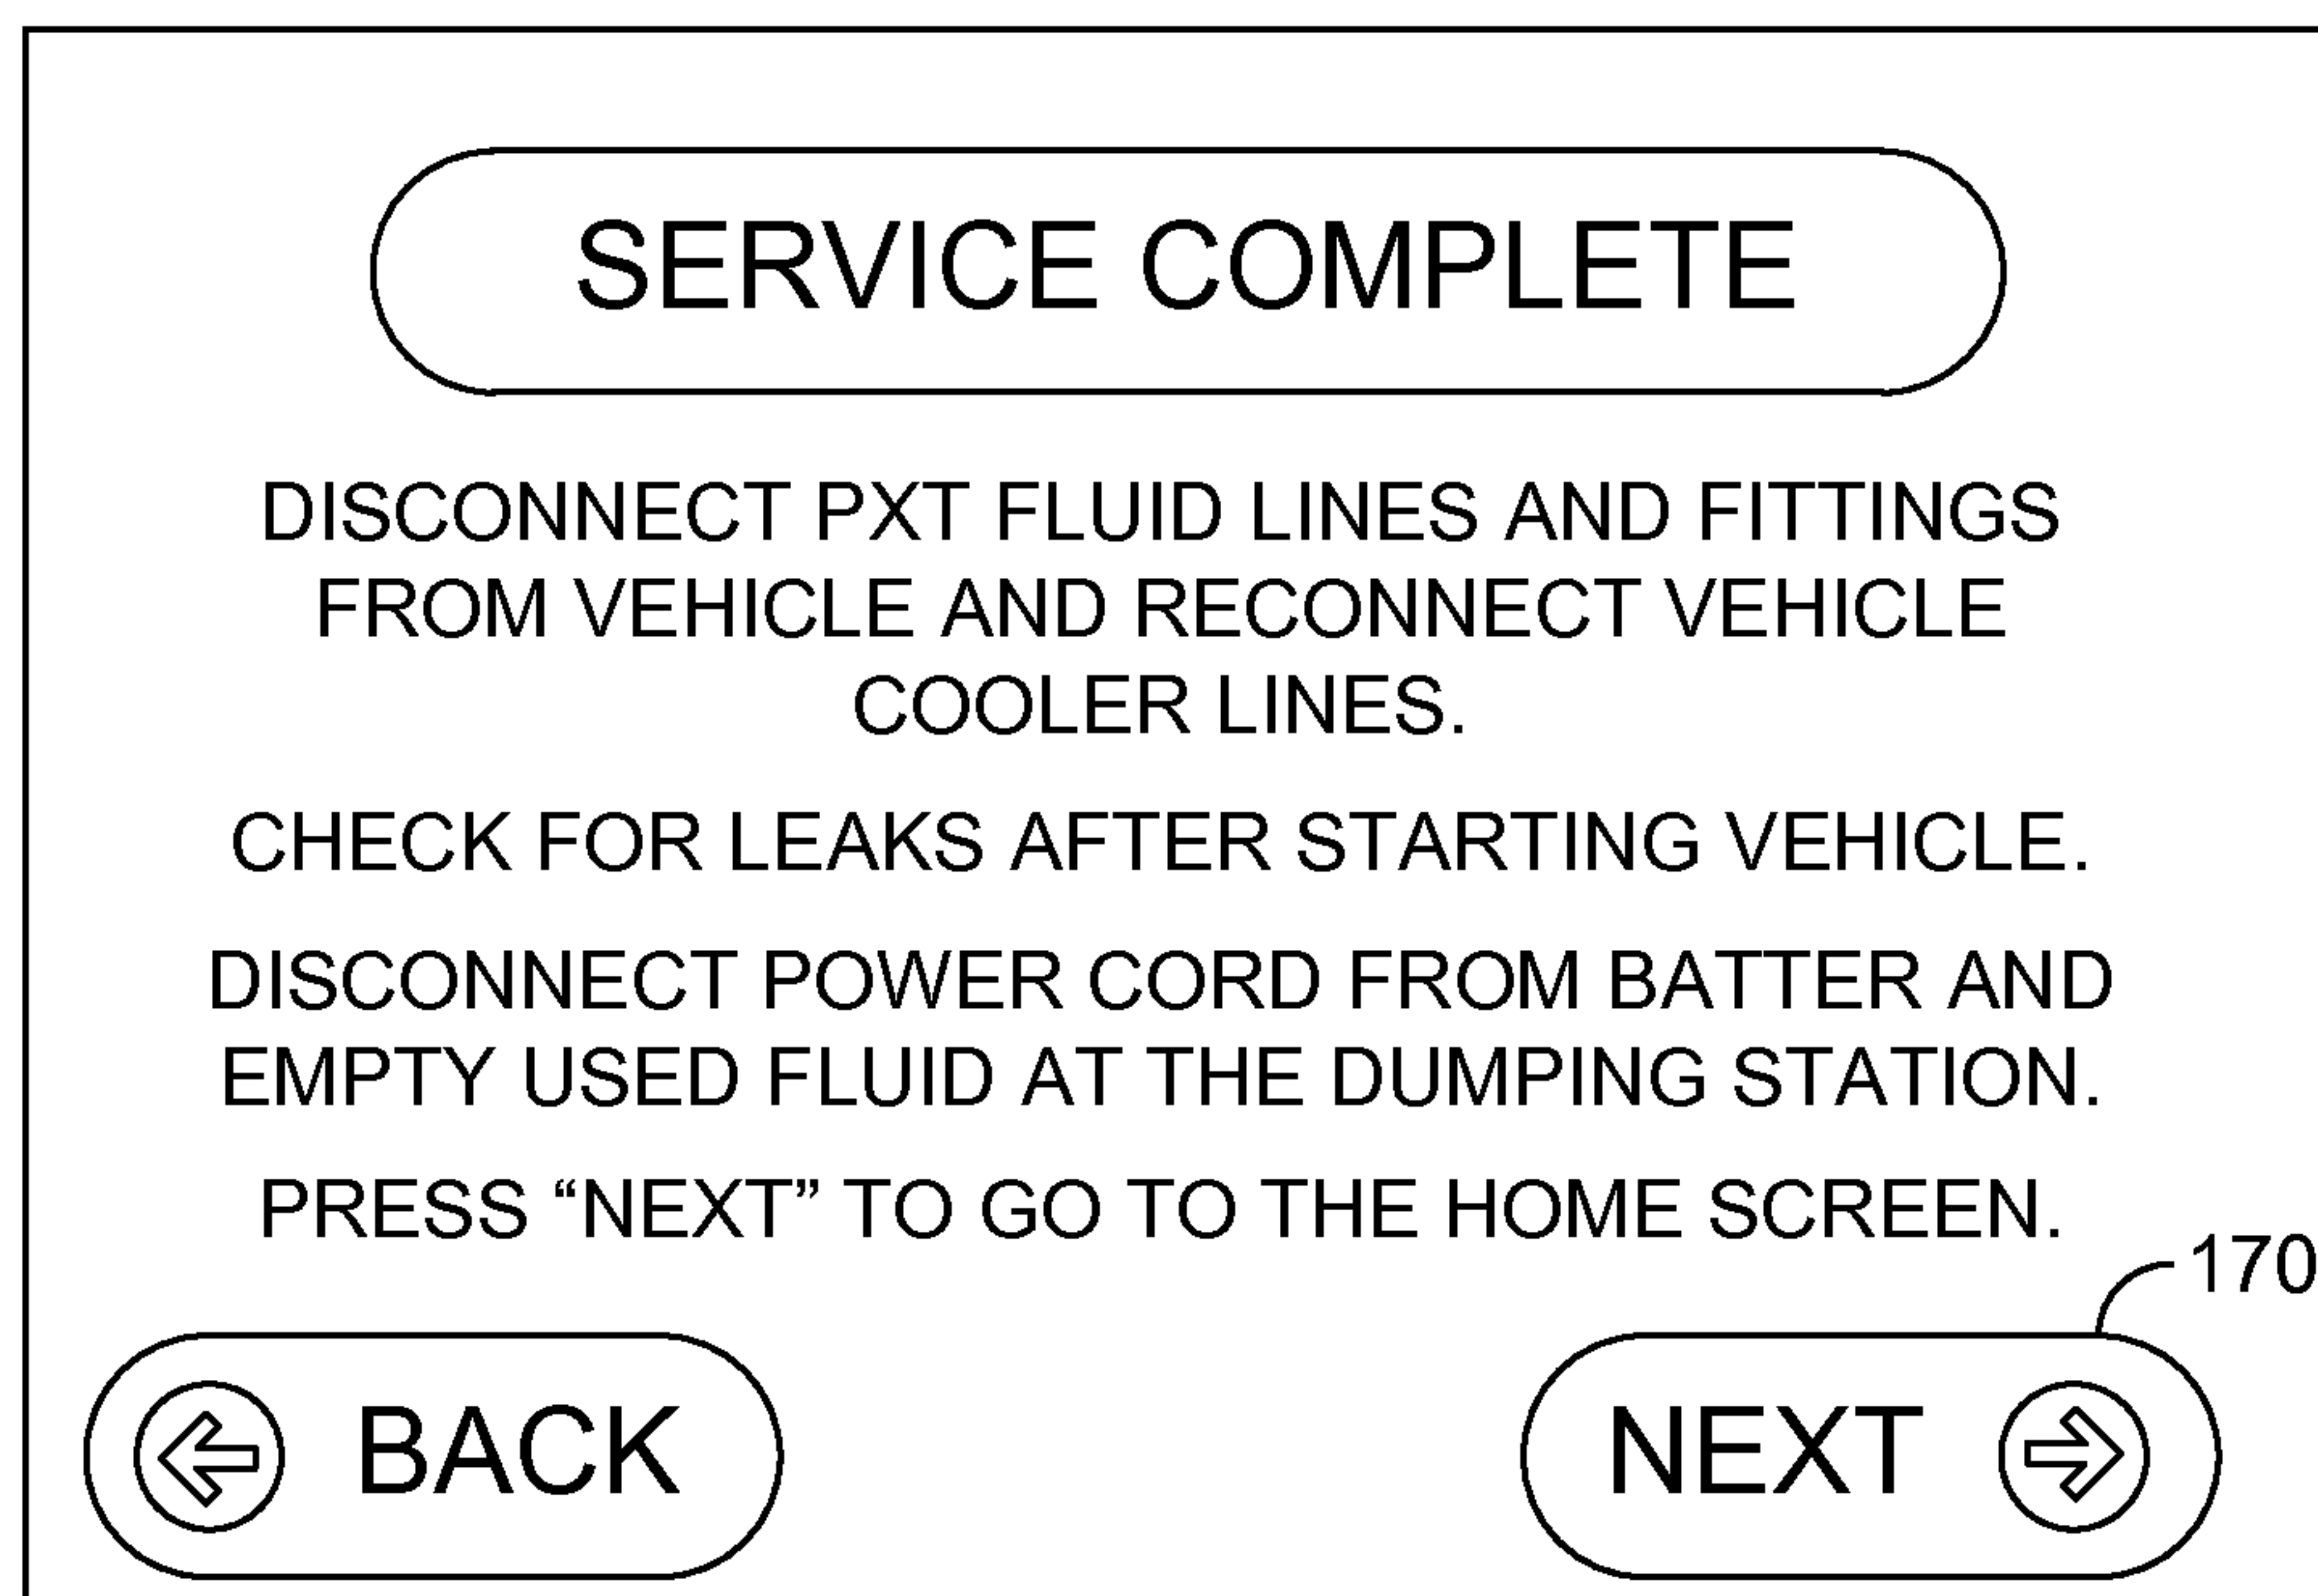 SERVICE COMPLETE
DISCONNECT PXT FLUID LINES AND FITTINGS
FROM VEHICLE AND RECONNECT VEHICLE
COOLER LINES.
CHECK FOR LEAKS AFTER STARTING VEHICLE.
DISCONNECT POWER CORD FROM BATTER AND
EMPTY USED FLUID AT THE DUMPING STATION.
PRESS “NEXT” TO GO TO THE HOME SCREEN.
170
BACK
NEXT